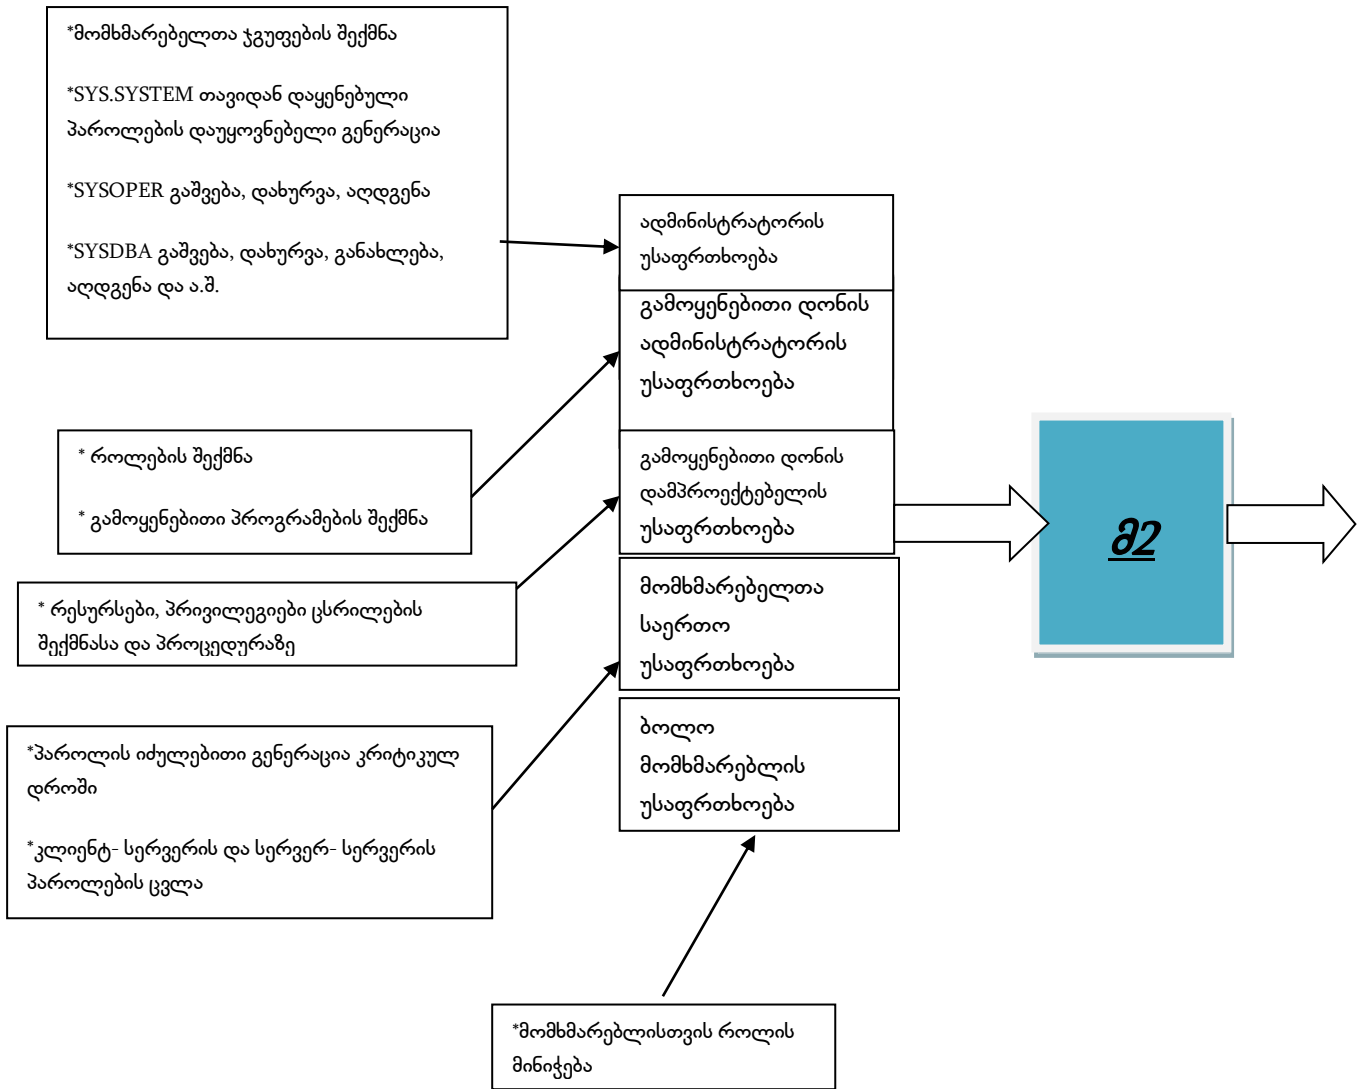 *მომხმარებელთა ჯგუფების შექმნა
*SYS.SYSTEM თავიდან დაყენებული
პაროლების დაუყოვნებელი გენერაცია
*SYSOPER გაშვება, დახურვა, აღდგენა
*SYSDBA გაშვება, დახურვა, განახლება,
აღდგენა და ა.შ.
ადმინისტრატორის
უსაფრთხოება
გამოყენებითი დონის
ადმინისტრატორის
უსაფრთხოება
* როლების შექმნა
* გამოყენებითი პროგრამების შექმნა
გამოყენებითი დონის
დამპროექტებელის
უსაფრთხოება
მ2
* რესურსები, პრივილეგიები ცსრილების
შექმნასა და პროცედურაზე
მომხმარებელთა
საერთო
უსაფრთხოება
*პაროლის იძულებითი გენერაცია კრიტიკულ
დროში
*კლიენტ- სერვერის და სერვერ- სერვერის
პაროლების ცვლა
ბოლო
მომხმარებლის
უსაფრთხოება
*მომხმარებლისთვის როლის
მინიჭება